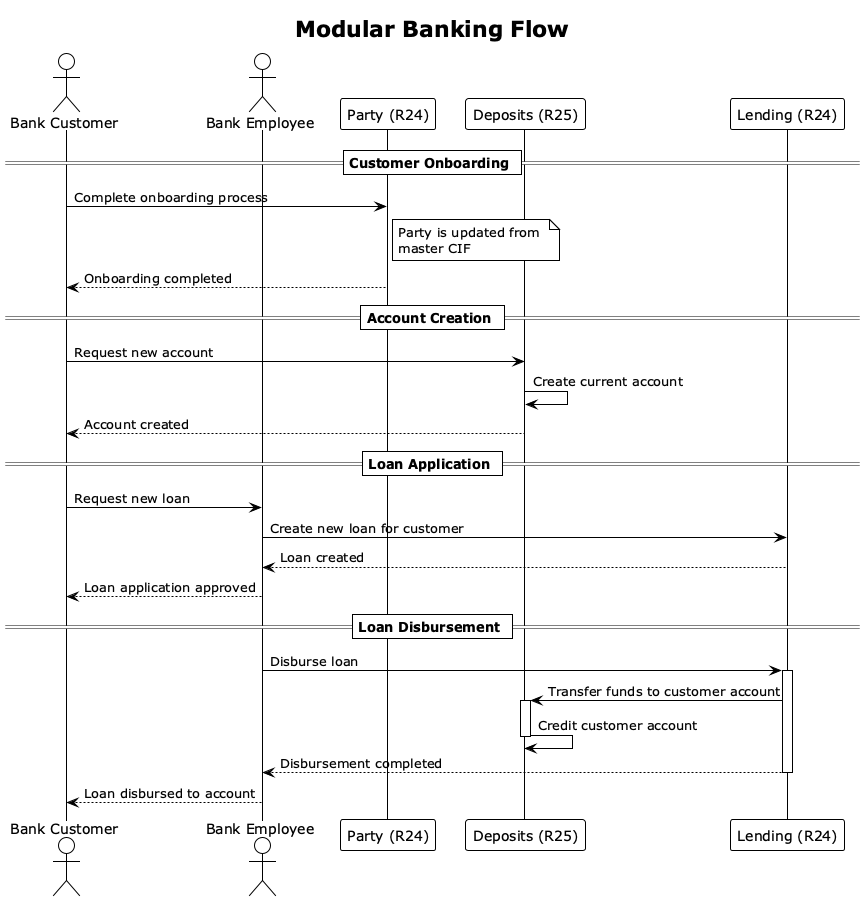 Modular Banking Flow
Bank Customer
Bank Employee
Party (R24)
Deposits (R25)
Lending (R24)
Customer Onboarding
Complete onboarding process
Party is updated from
master CIF
Onboarding completed
Account Creation
Request new account
Create current account
Account created
Loan Application
Request new loan
Create new loan for customer
Loan created
Loan application approved
Loan Disbursement
Disburse loan
Transfer funds to customer account
Credit customer account
Disbursement completed
Loan disbursed to account
Bank Customer
Bank Employee
Party (R24)
Deposits (R25)
Lending (R24)